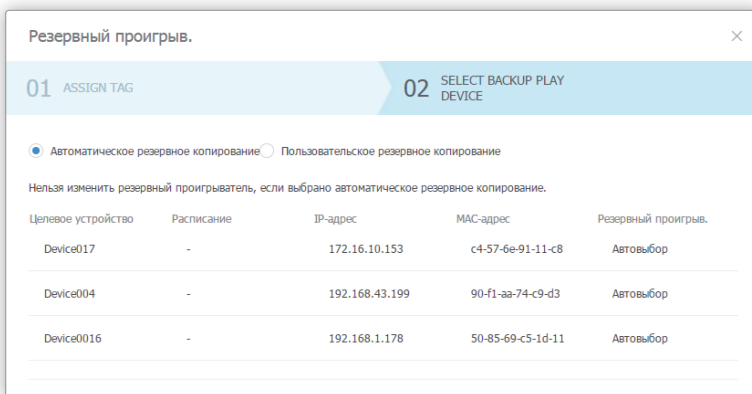 Резервный проигрыв.
01 ASSIGN TAG
02 SELECT BACKUP PLAY
DEVICE
Автоматическое резервное копирование Пользовательское резервное копирование
Нельзя изменить резервный проигрыватель, если выбрано автоматическое резервное копирование.
Целевое устройство Расписание IP-адрес MAC-адрес Резервный проигрыв.
Device017 - 172.16.10.153 c4-57-6e-91-11-c8 Автовыбор
Device004 - 192.168.43.199 90-f1-aa-74-c9-d3 Автовыбор
Device0016 - 192.168.1.178 50-85-69-c5-1d-11 Автовыбор